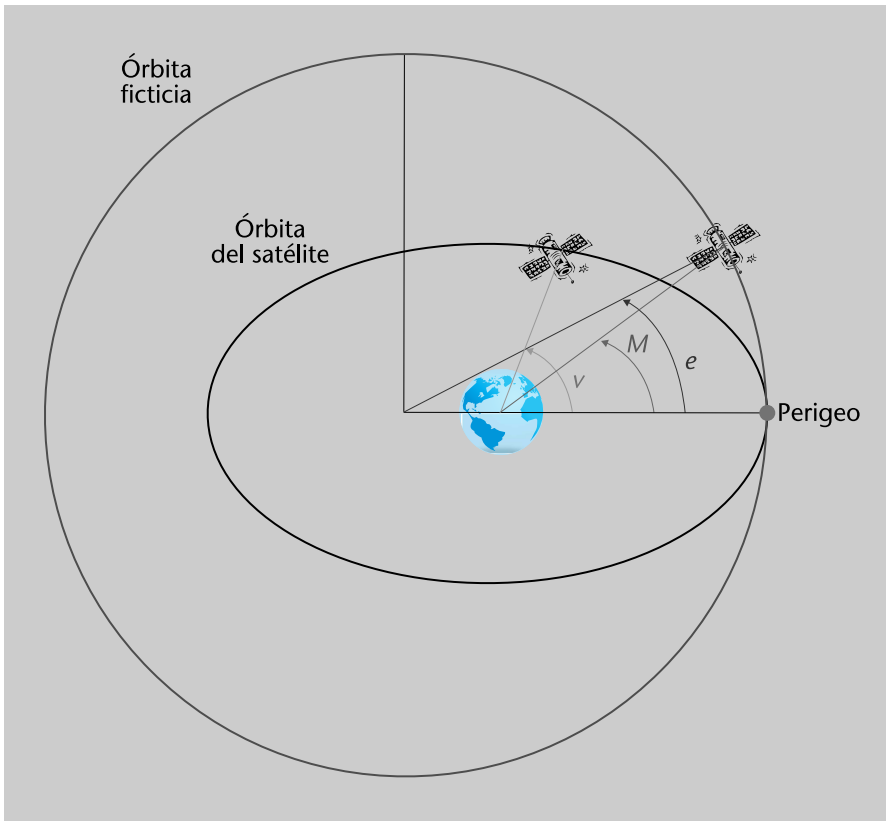 Órbita
ficticia
Órbita
del satélite
M
e
v
Perigeo